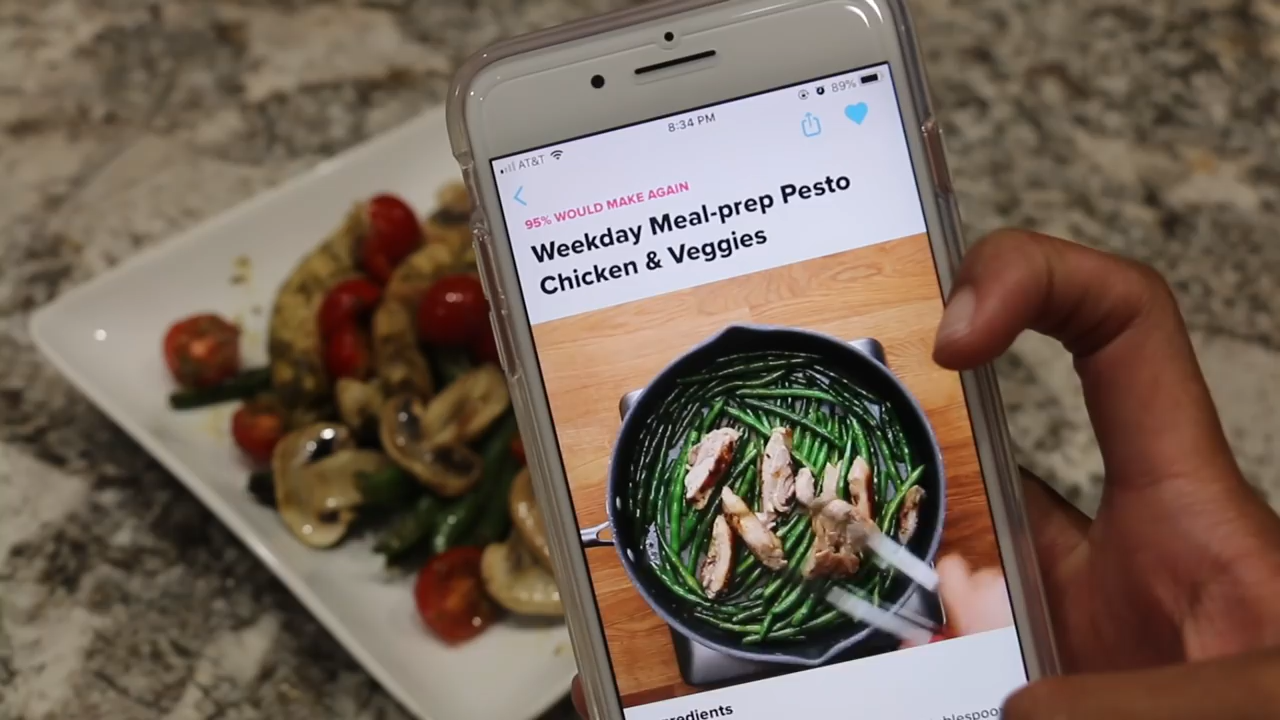 89%
8:34 PM
AT&T
95% WOULD MAKE AGAIN
Weekday Meal-prep Pesto
Chicken & Veggies